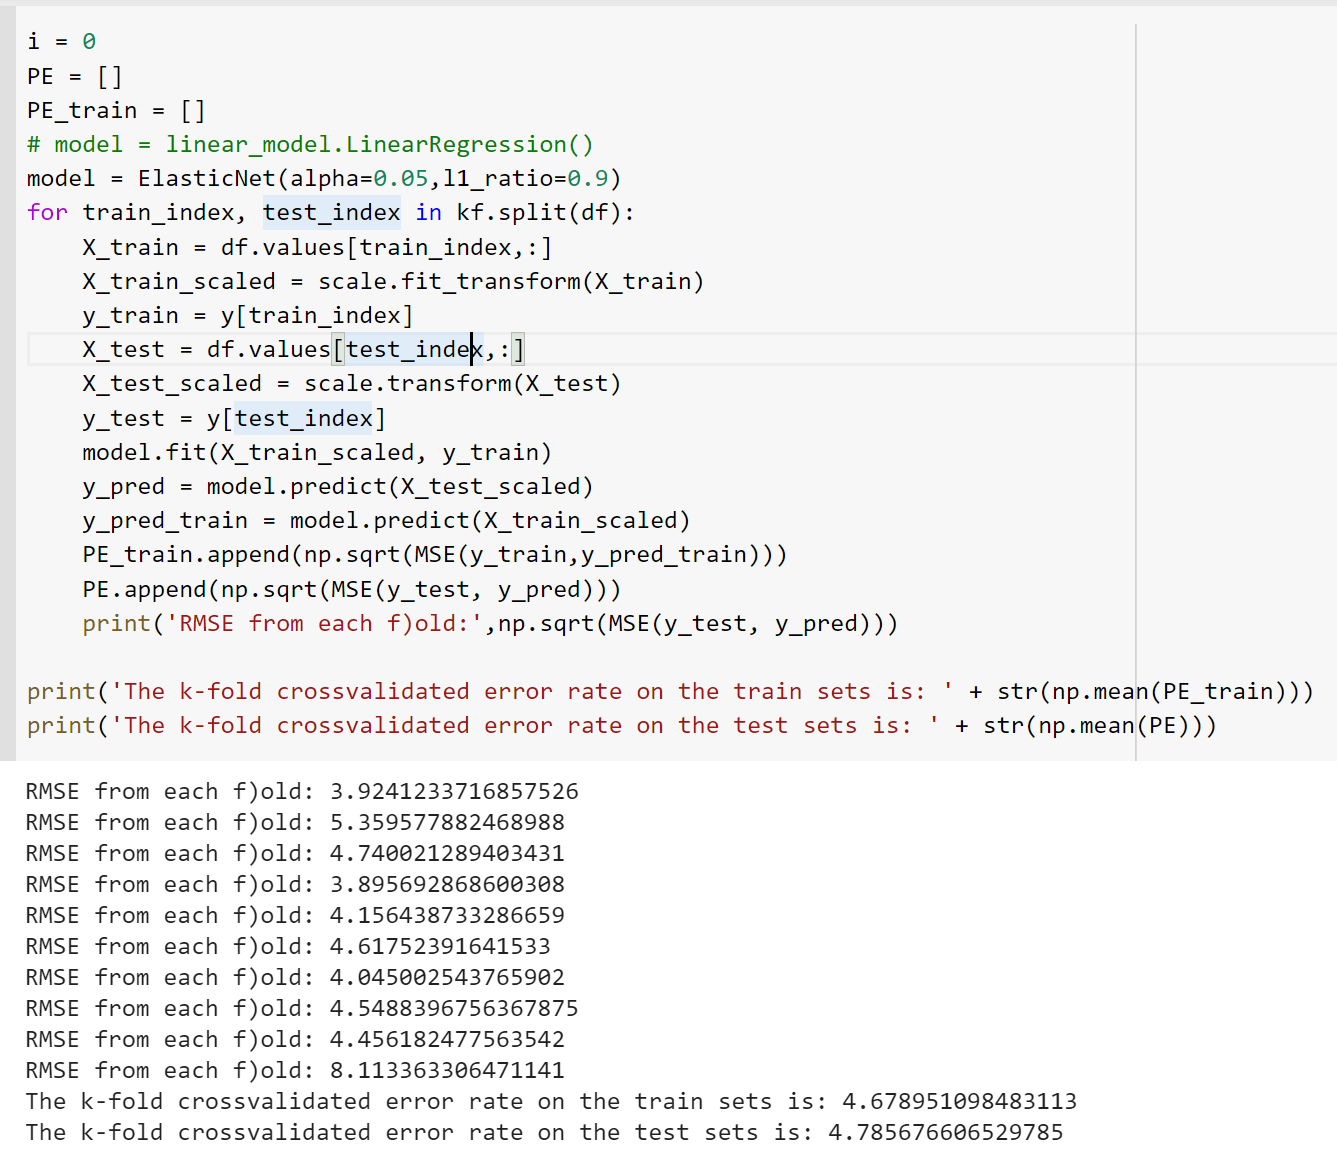 i = 0
PE = []
PE_train = []
# model = linear_model.LinearRegression()
model = ElasticNet(alpha=0.05,l1_ratio=0.9)
for train_index, test_index in kf.split(df):
    X_train = df.values[train_index,:]
    X_train_scaled = scale.fit_transform(X_train)
    y_train = y[train_index]
    X_test = df.values[test_index,:]
    X_test_scaled = scale.transform(X_test)
    y_test = y[test_index]
    model.fit(X_train_scaled, y_train)
    y_pred = model.predict(X_test_scaled)
    y_pred_train = model.predict(X_train_scaled)
    PE_train.append(np.sqrt(MSE(y_train,y_pred_train)))
    PE.append(np.sqrt(MSE(y_test, y_pred)))
    print('RMSE from each f)old:',np.sqrt(MSE(y_test, y_pred)))
print('The k-fold crossvalidated error rate on the train sets is: ' + str(np.mean(PE_train)))
print('The k-fold crossvalidated error rate on the test sets is: ' + str(np.mean(PE)))
RMSE from each f)old: 3.9241233716857526
RMSE from each f)old: 5.359577882468988
RMSE from each f)old: 4.740021289403431
RMSE from each f)old: 3.895692868600308
RMSE from each f)old: 4.156438733286659
RMSE from each f)old: 4.61752391641533
RMSE from each f)old: 4.045002543765902
RMSE from each f)old: 4.5488396756367875
RMSE from each f)old: 4.456182477563542
RMSE from each f)old: 8.113363306471141
The k-fold crossvalidated error rate on the train sets is: 4.678951098483113
The k-fold crossvalidated error rate on the test sets is: 4.785676606529785